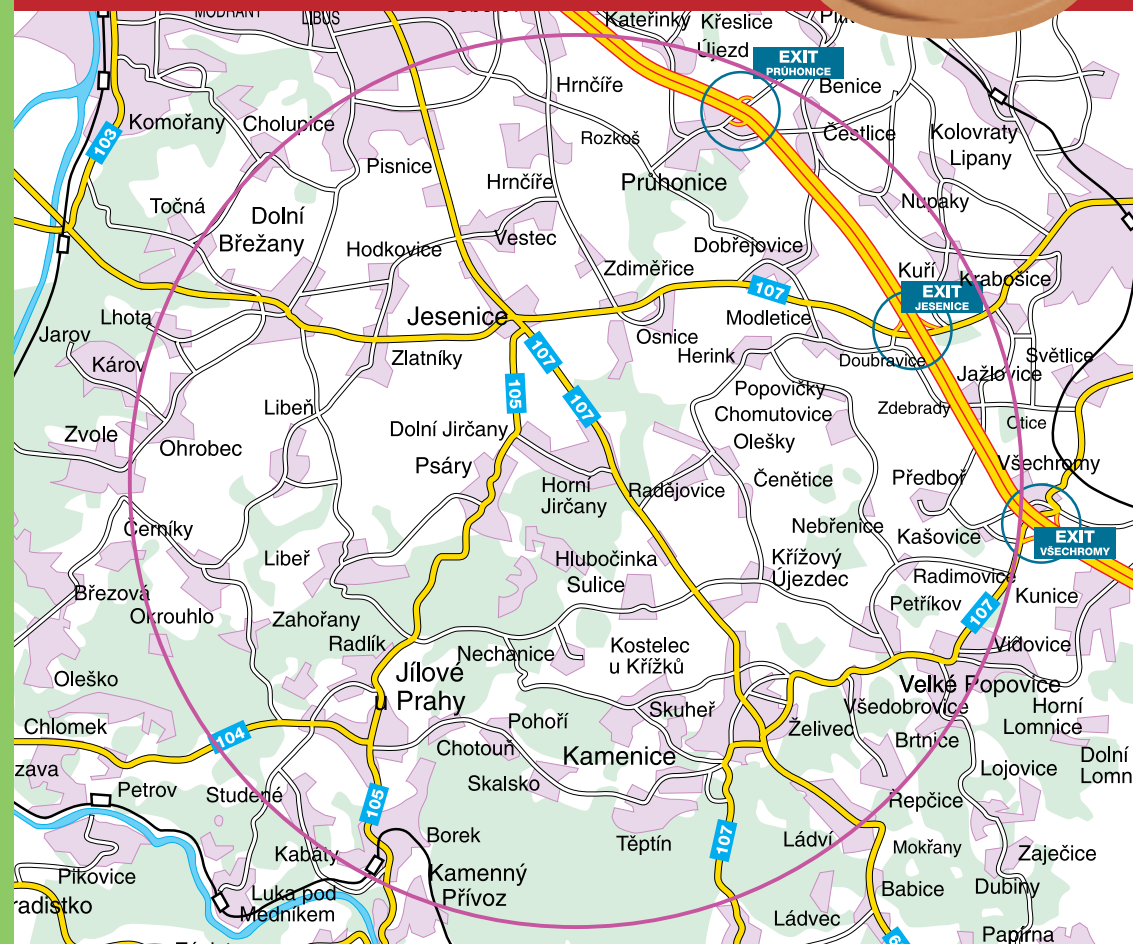 LIBUŠ
Kateřinky
Křeslice
Újezd
EXIT
PRŮHONICE
Hrnčíře
Benice
Komořany
Cholupice
103
Rozkoš
Čestlice
Kolovraty
Lipany
Pisnice
Hrnčíře
Průhonice
Nupaky
Točná
Dolní
Břežany
Hodkovice
Vestec
Dobřejovice
Zdiměřice
Kuří
Krabošice
107
EXIT
JESENICE
Lhota
Jesenice
Modletice
Jarov
Osnice
Herink
107
Zlatníky
Doubravice
Světlice
Károv
Jažlovice
105
107
Popovičky
Libeň
Chomutovice
Zdebrady
Otice
Zvole
Ohrobec
Dolní Jirčany
Olešky
Psáry
Všechromy
Horní
Jirčany
Radějovice
Čenětice
Předboř
Černíky
Nebřenice
Kašovice
EXIT
VŠECHROMY
Libeř
Hlubočinka
Sulice
Křížový
Újezdec
Radimovice
Březová
Petříkov
107
Kunice
Okrouhlo
Zahořany
Radlík
Nechanice
Kostelec
u Křížků
Vidovice
Oleško
Jílové
u Prahy
Velké Popovice
Skuheř
Všedobrovice
Horní
Lomnice
Chlomek
104
Pohoří
Želivec
Brtnice
Chotouň
Kamenice
Dolní
Lomn
zava
Lojovice
Petrov
Studené
Skalsko
105
Řepčice
Borek
Těptín
107
Ládví
Mokřany
Kabáty
Zaječice
Pikovice
Kamenný
Přívoz
Luka pod
Medníkem
Babice
Dubiny
radistko
Ládvec
Papírna